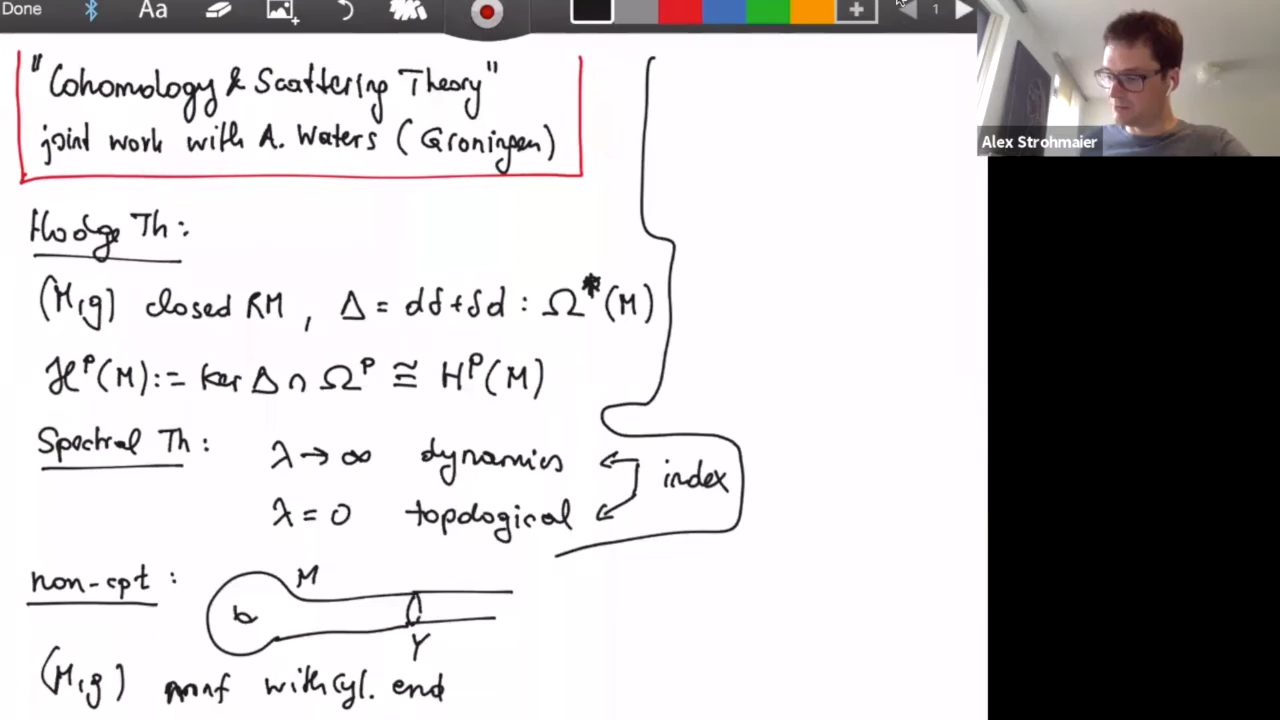 Done Aa 1
Alex Strohmaier
"Cohomology & Scattering Theory"
joint work with A. Waters (Groningen)
Hodge Th:
(M,g) closed RM, Δ = dδ+δd : Ω*(M)
ℋᵖ(M):= ker Δ ∩ Ωᵖ ≅ Hᵖ(M)
Spectral Th: λ → ∞ dynamics
index
λ = 0 topological
non-cpt: M
Y
(M,g) mnf with cyl. end